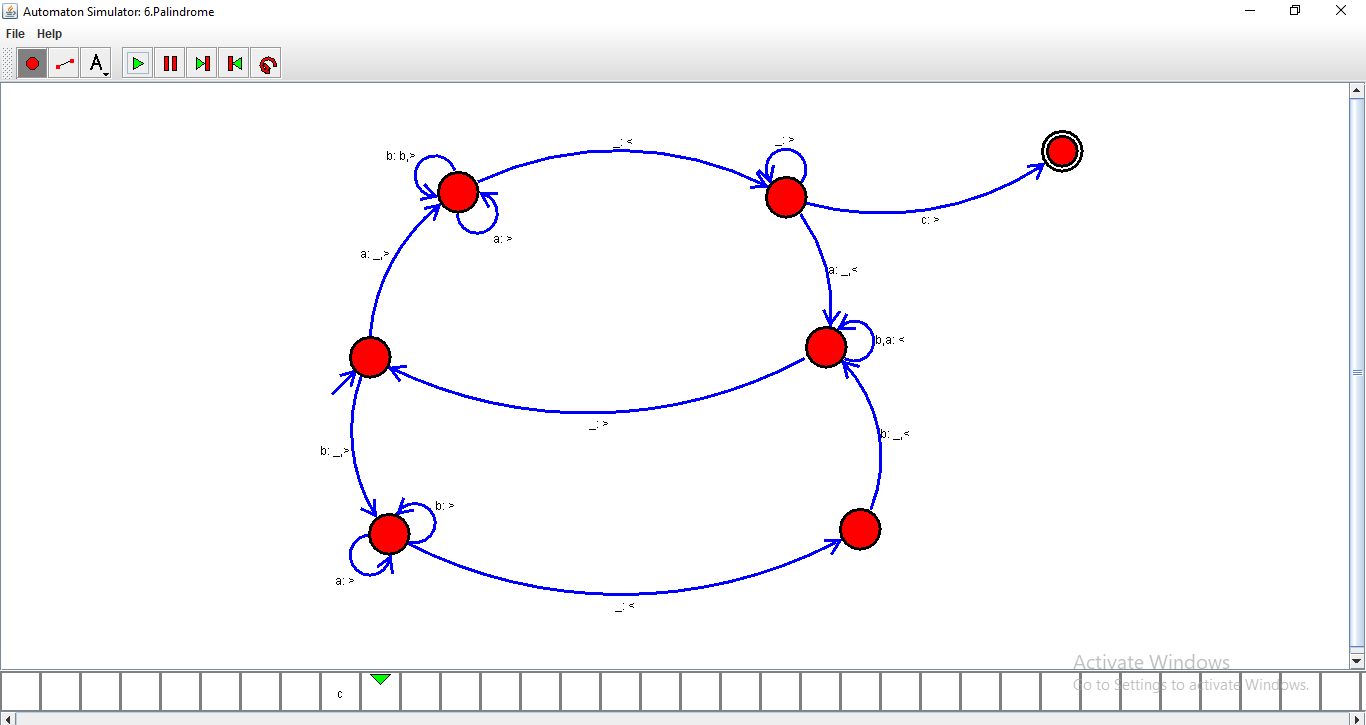 Automaton Simulator: 6.Palindrome
File Help
A
_: <
_: >
b: b,>
c: >
a: >
a: _,>
a: _,<
b,a: <
_: >
b: _,<
b: _,>
b: >
a: >
_: <
Activate Windows
Go to Settings to activate Windows.
c